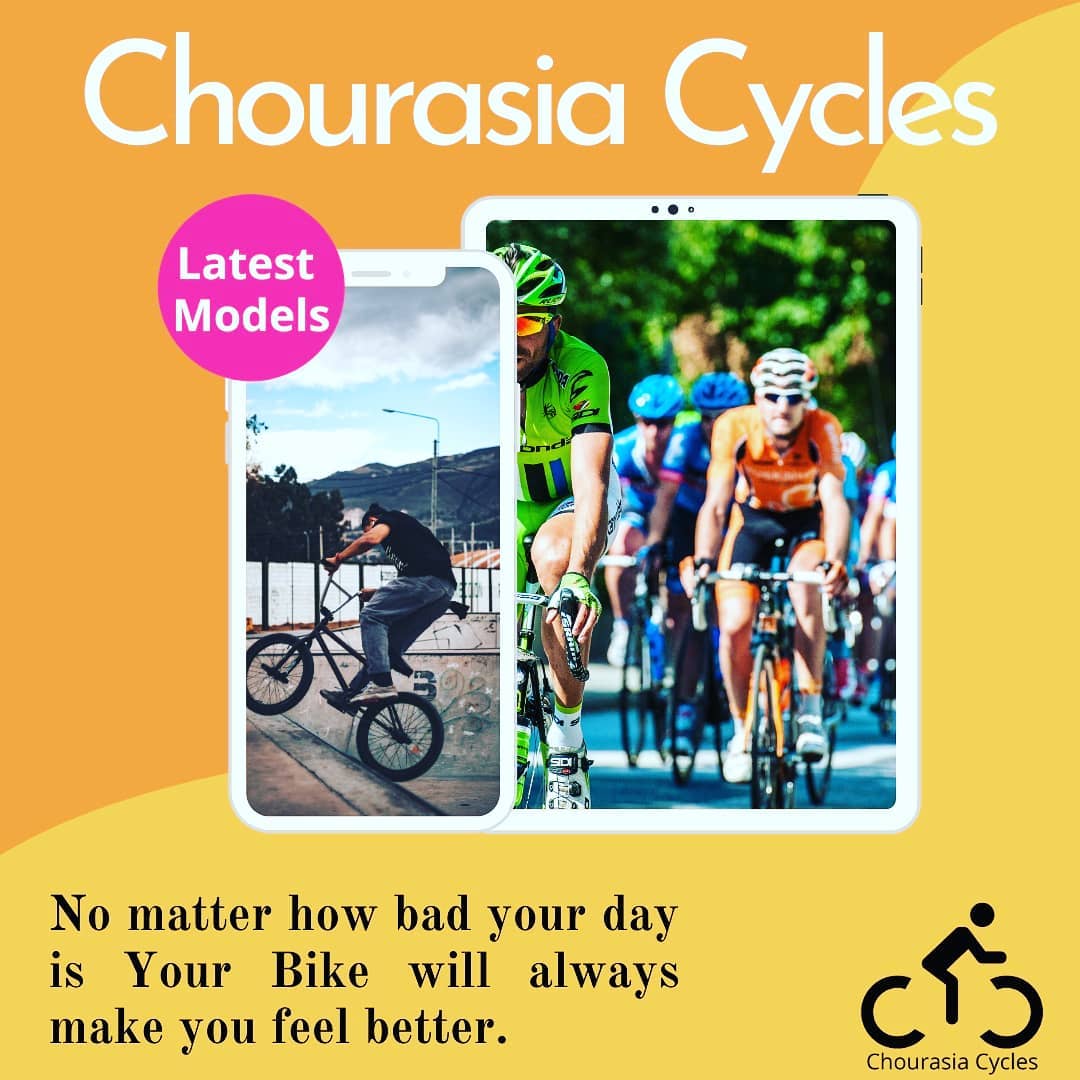 Chourasia Cycles
Latest
Models
No matter how bad your day
is Your Bike will always
make you feel better.
Chourasia Cycles